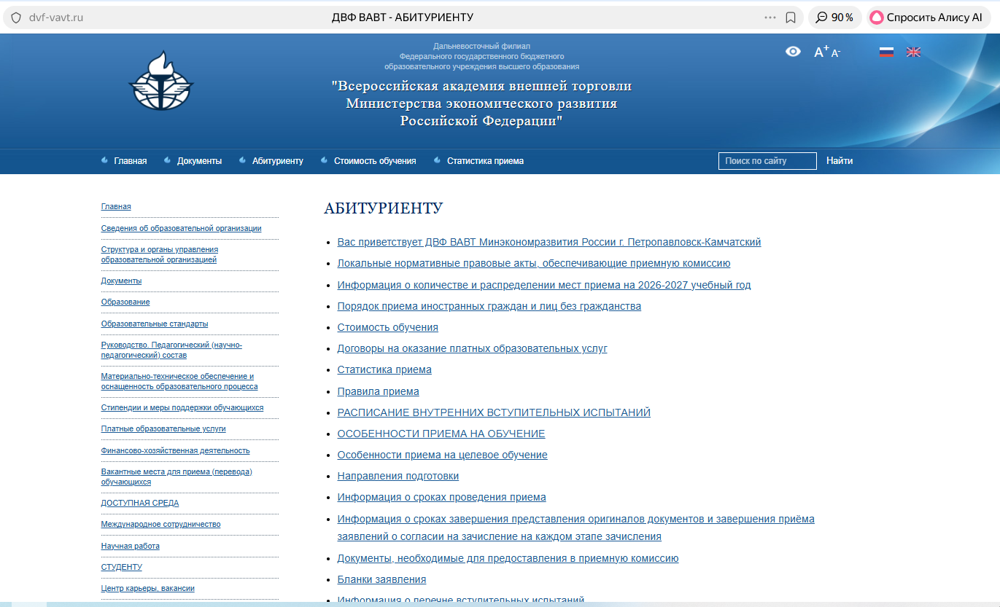 dvf-vavt.ru
ДВФ ВАВТ - АБИТУРИЕНТУ
90 %
Спросить Алису AI
Дальневосточный филиал
Федерального государственного бюджетного
образовательного учреждения высшего образования
"Всероссийская академия внешней торговли
Министерства экономического развития
Российской Федерации"
A+ A-
Главная
Документы
Абитуриенту
Стоимость обучения
Статистика приема
Поиск по сайту
Найти
Главная
Сведения об образовательной организации
Структура и органы управления
образовательной организацией
Документы
Образование
Образовательные стандарты
Руководство. Педагогический (научно-
педагогический) состав
Материально-техническое обеспечение и
оснащенность образовательного процесса
Стипендии и меры поддержки обучающихся
Платные образовательные услуги
Финансово-хозяйственная деятельность
Вакантные места для приема (перевода)
обучающихся
ДОСТУПНАЯ СРЕДА
Международное сотрудничество
Научная работа
СТУДЕНТУ
Центр карьеры, вакансии
АБИТУРИЕНТУ
Вас приветствует ДВФ ВАВТ Минэкономразвития России г. Петропавловск-Камчатский
Локальные нормативные правовые акты, обеспечивающие приемную комиссию
Информация о количестве и распределении мест приема на 2026-2027 учебный год
Порядок приема иностранных граждан и лиц без гражданства
Стоимость обучения
Договоры на оказание платных образовательных услуг
Статистика приема
Правила приема
РАСПИСАНИЕ ВНУТРЕННИХ ВСТУПИТЕЛЬНЫХ ИСПЫТАНИЙ
ОСОБЕННОСТИ ПРИЕМА НА ОБУЧЕНИЕ
Особенности приема на целевое обучение
Направления подготовки
Информация о сроках проведения приема
Информация о сроках завершения представления оригиналов документов и завершения приёма
заявлений о согласии на зачисление на каждом этапе зачисления
Документы, необходимые для предоставления в приемную комиссию
Бланки заявления
Информация о перечне вступительных испытаний